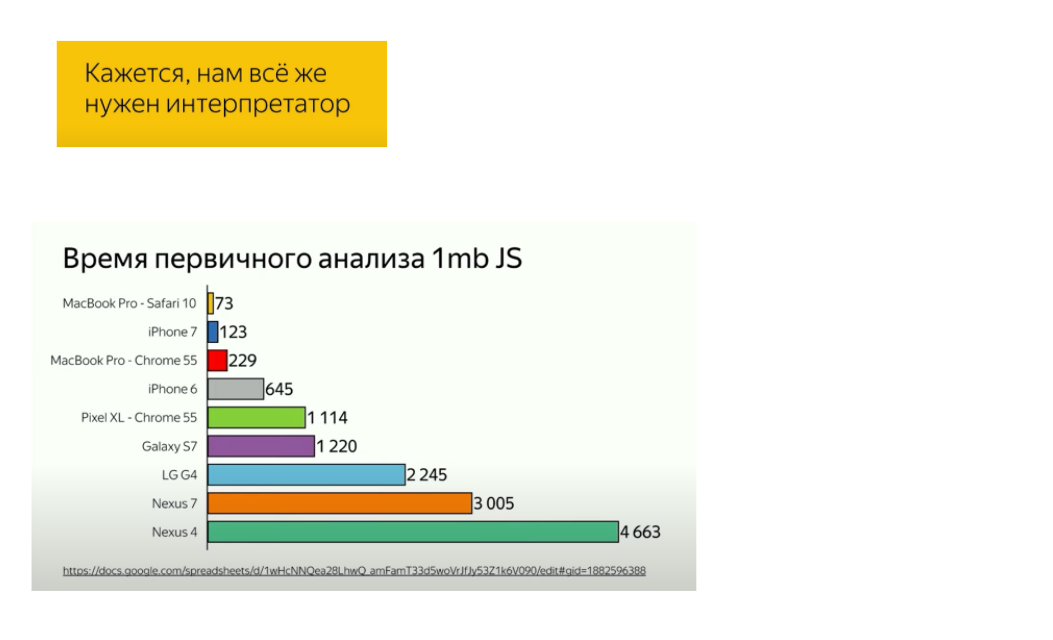 Кажется, нам всё же
нужен интерпретатор
Время первичного анализа 1mb JS
MacBook Pro - Safari 10 73
iPhone 7 123
MacBook Pro - Chrome 55 229
iPhone 6 645
Pixel XL - Chrome 55 1 114
Galaxy S7 1 220
LG G4 2 245
Nexus 7 3 005
Nexus 4 4 663
https://docs.google.com/spreadsheets/d/1wHcNNQea28LhwQ_amFamT33d5woVrJfJy53Z1k6V090/edit#gid=1882596388